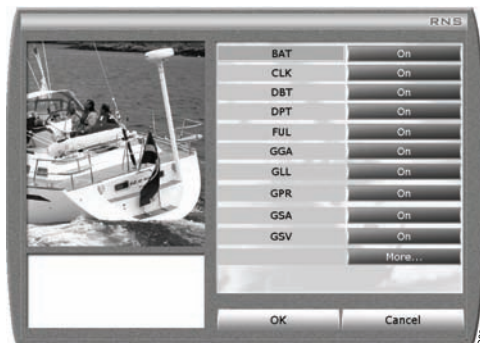 RNS
BAT On
CLK On
DBT On
DPT On
FUL On
GGA On
GLL On
GPR On
GSA On
GSV On
More...
OK Cancel